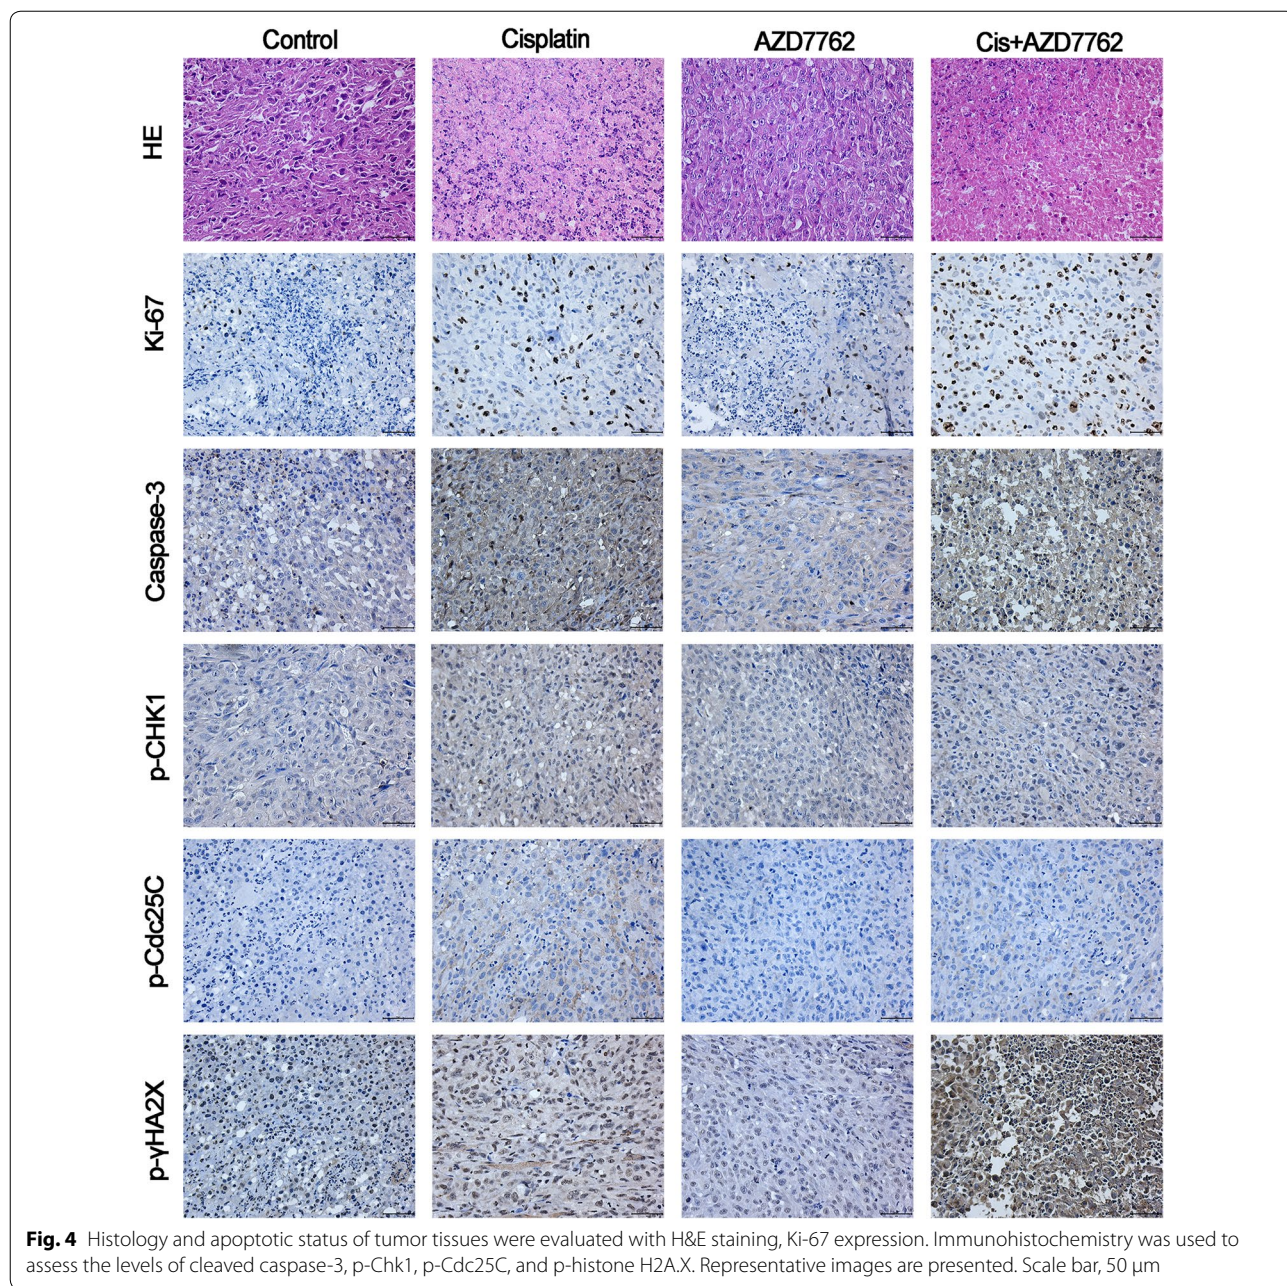 Control Cisplatin AZD7762 Cis+AZD7762
HE
Ki-67
Caspase-3
p-CHK1
p-Cdc25C
p-γHA2X
Fig. 4 Histology and apoptotic status of tumor tissues were evaluated with H&E staining, Ki-67 expression. Immunohistochemistry was used to
assess the levels of cleaved caspase-3, p-Chk1, p-Cdc25C, and p-histone H2A.X. Representative images are presented. Scale bar, 50 μm